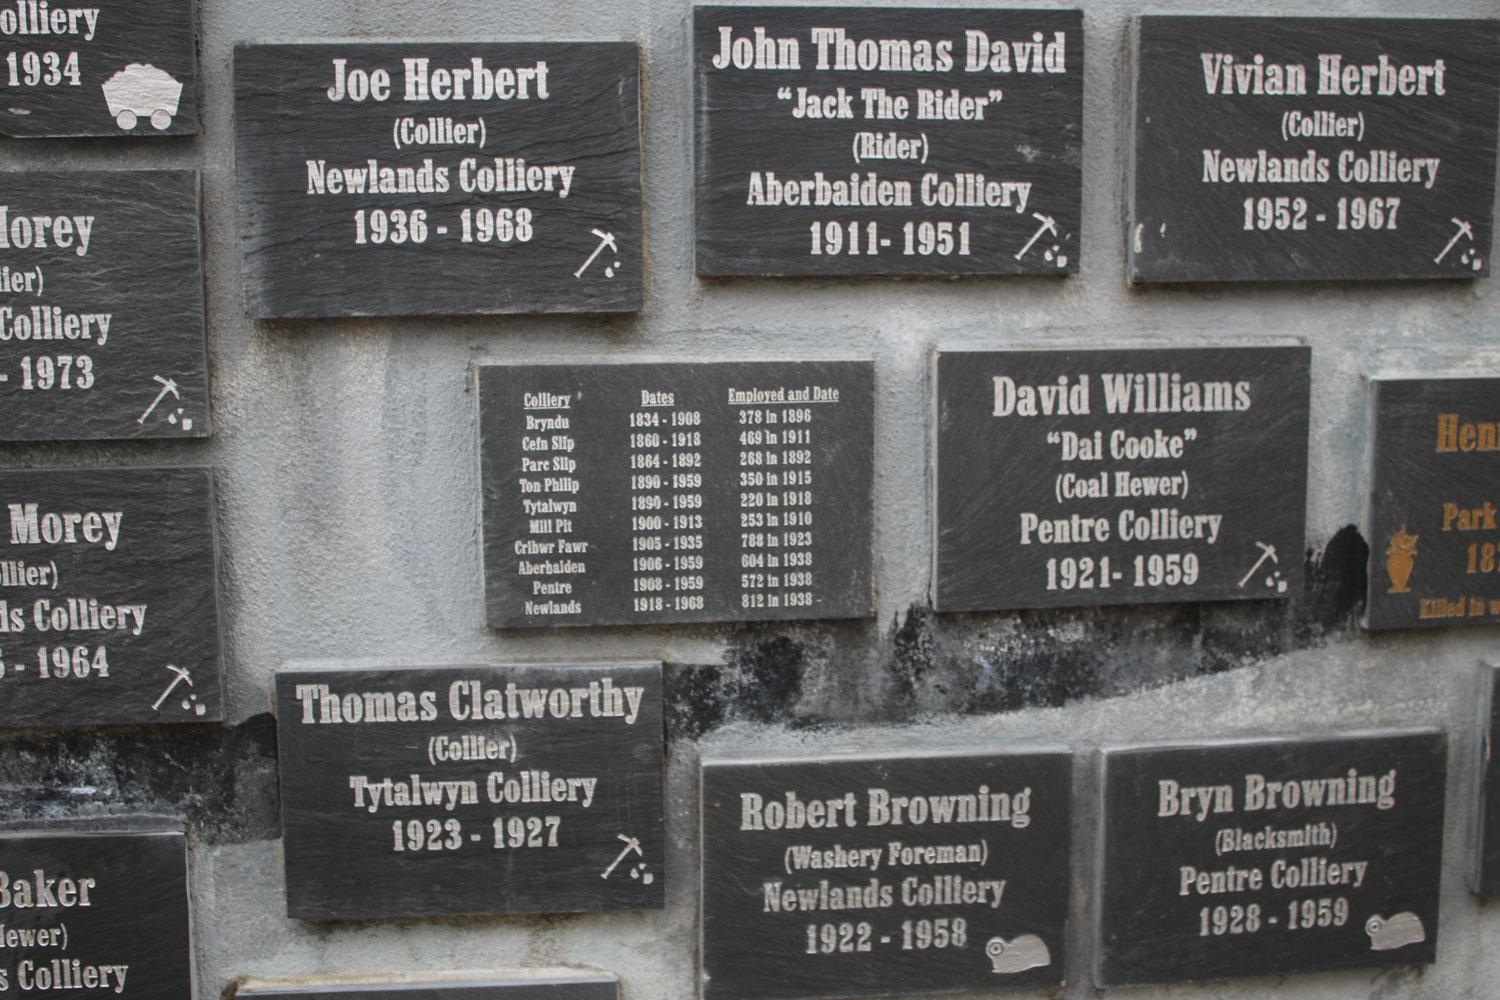 olliery
1934
Morey
lier)
Colliery
- 1973
Morey
llier)
ds Colliery
- 1964
Baker
Hewer)
s Colliery
Joe Herbert
(Collier)
Newlands Colliery
1936 - 1968
John Thomas David
“Jack The Rider”
(Rider)
Aberbaiden Colliery
1911- 1951
Vivian Herbert
(Collier)
Newlands Colliery
1952 - 1967
Colliery Dates Employed and Date
Bryndu 1834 - 1908 378 in 1896
Cefn Slip 1860 - 1918 469 in 1911
Parc Slip 1864 - 1892 268 in 1892
Ton Philip 1890 - 1959 350 in 1915
Tytalwyn 1890 - 1959 220 in 1918
Mill Pit 1900 - 1913 253 in 1910
Cribwr Fawr 1905 - 1935 788 in 1923
Aberbaiden 1906 - 1959 604 in 1938
Pentre 1908 - 1959 572 in 1938
Newlands 1918 - 1968 812 in 1938 -
David Williams
“Dai Cooke”
(Coal Hewer)
Pentre Colliery
1921- 1959
Park
Killed in
Thomas Clatworthy
(Collier)
Tytalwyn Colliery
1923 - 1927
Robert Browning
(Washery Foreman)
Newlands Colliery
1922 - 1958
Bryn Browning
(Blacksmith)
Pentre Colliery
1928 - 1959